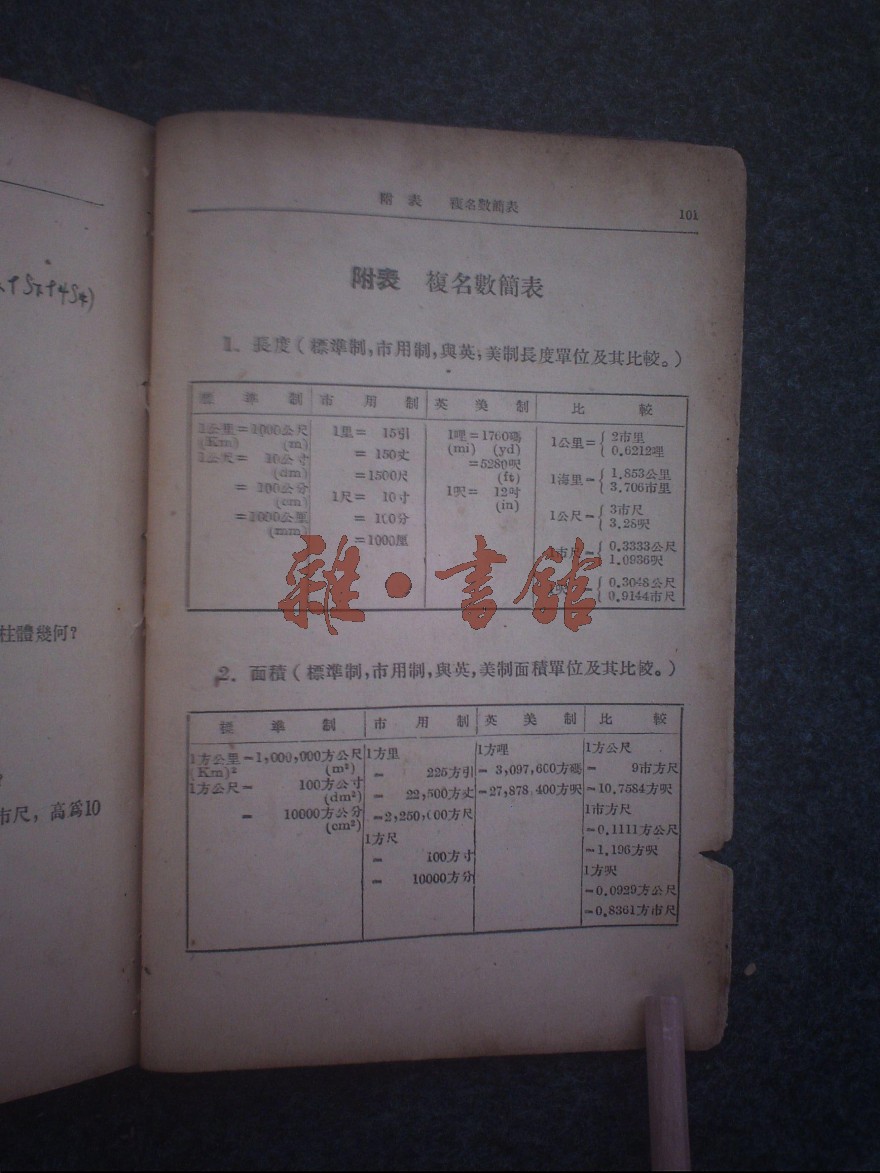 附表 複名數簡表 101
附表 複名數簡表
1. 長度(標準制,市用制,與英,美制長度單位及其比較。)
標準制 市用制 英美制 比較
1公里=1000公尺 1里= 15引 1哩=1760碼 1公里={2市里
(Km) (m) (mi) (yd) 0.6212哩
1公尺= 10公寸 =150丈 =5280呎
(dm) =1500尺 (ft) 1海里={1.853公里
3.706市里
=100公分 1尺= 10寸 1呎= 12吋
(cm) (in)
=1000公厘 =100分 1公尺={3市尺
(mm) 3.28呎
=1000厘 市尺={0.3333公尺
1.0936呎
={0.3048公尺
0.9144市尺
雜·書館
2. 面積(標準制,市用制,與英,美制面積單位及其比較。)
標準制 市用制 英美制 比較
1方公里=1,000,000方公尺 1方里 1方哩 1方公尺
(Km)² (m²) = 225方引 = 3,097,600方碼 = 9市方尺
1方公尺= 100方公寸 = 22,500方丈 =27,878,400方呎 =10.7584方呎
(dm²)
= 10000方公分 =2,250,000方尺 1市方尺
(cm²) 1方尺 =0.1111方公尺
= 100方寸 =1.196方呎
= 10000方分 1方呎
=0.0929方公尺
=0.8361方市尺
柱體幾何?
市尺, 高爲10